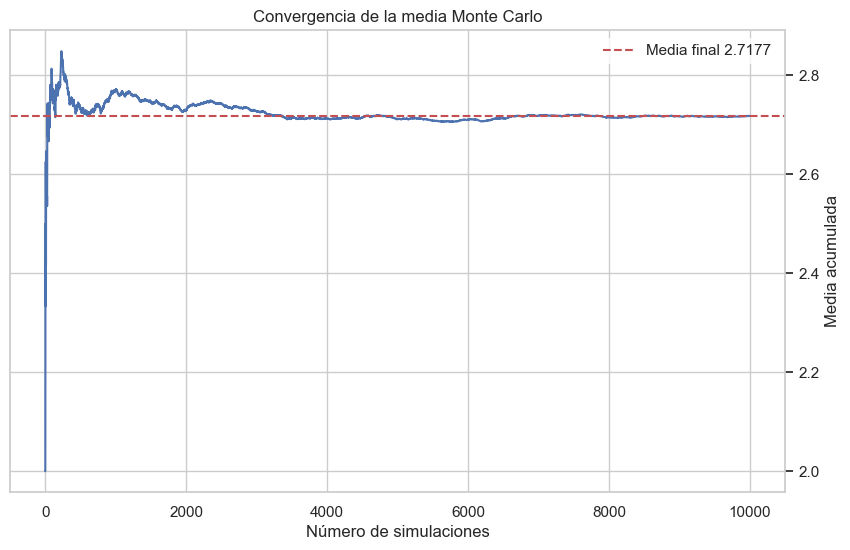 Convergencia de la media Monte Carlo
Media final 2.7177
2.8
2.6
2.4
2.2
2.0
Media acumulada
0
2000
4000
6000
8000
10000
Número de simulaciones